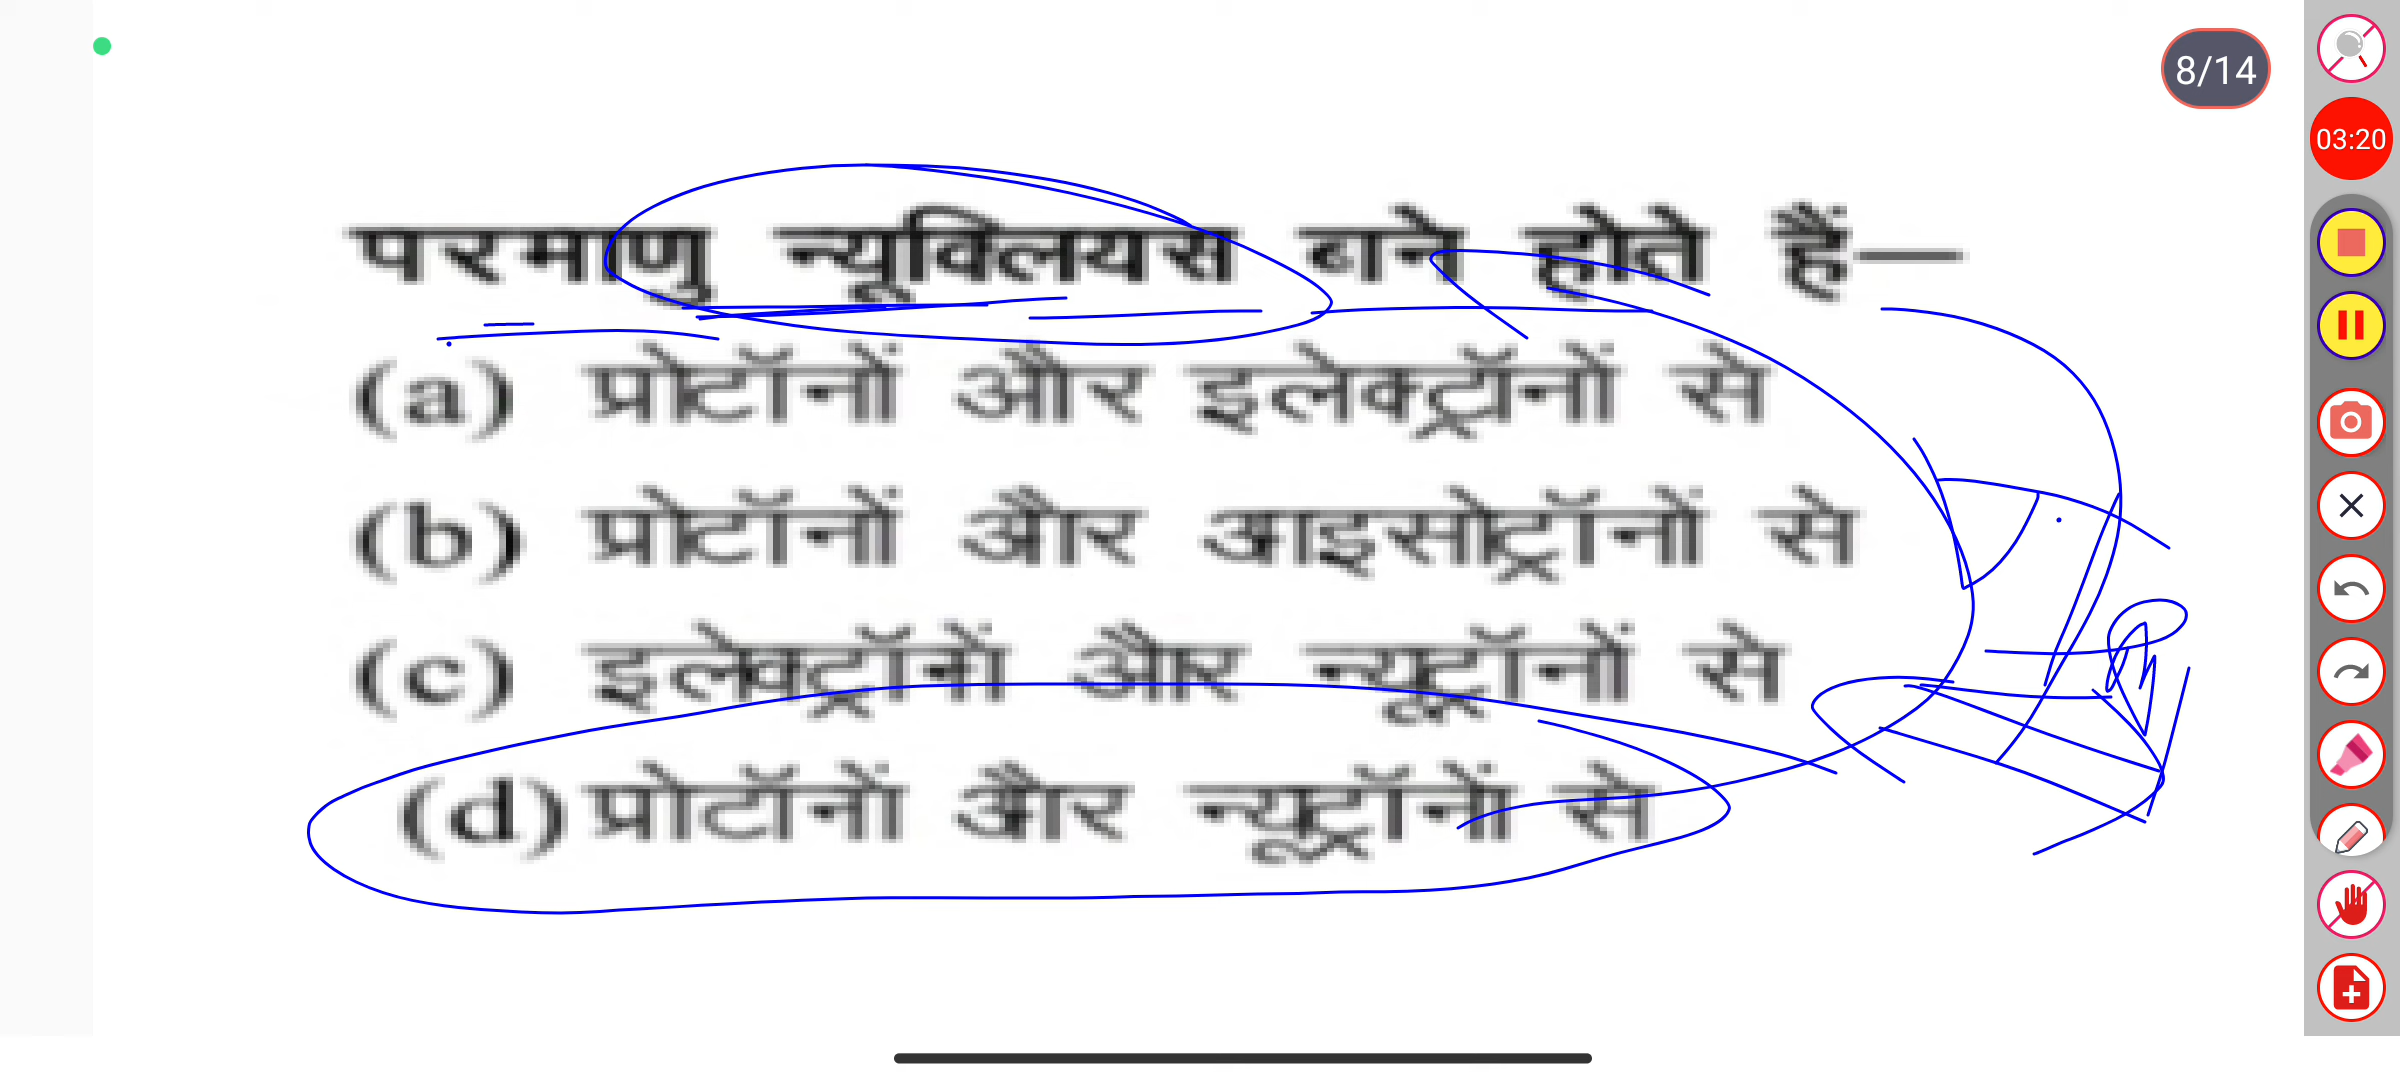 8/14
03:20
परमाणु न्यूक्लियस बने होते हैं—
(a) प्रोटॉनों और इलेक्ट्रॉनों से
(b) प्रोटॉनों और आइसोट्रॉनों से
(c) इलेक्ट्रॉनों और न्यूट्रॉनों से
(d) प्रोटॉनों और न्यूट्रॉनों से